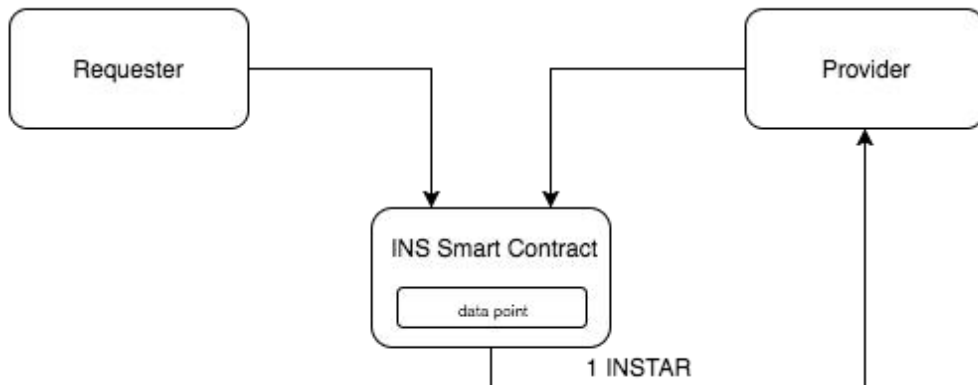 Requester
Provider
INS Smart Contract
data point
1 INSTAR